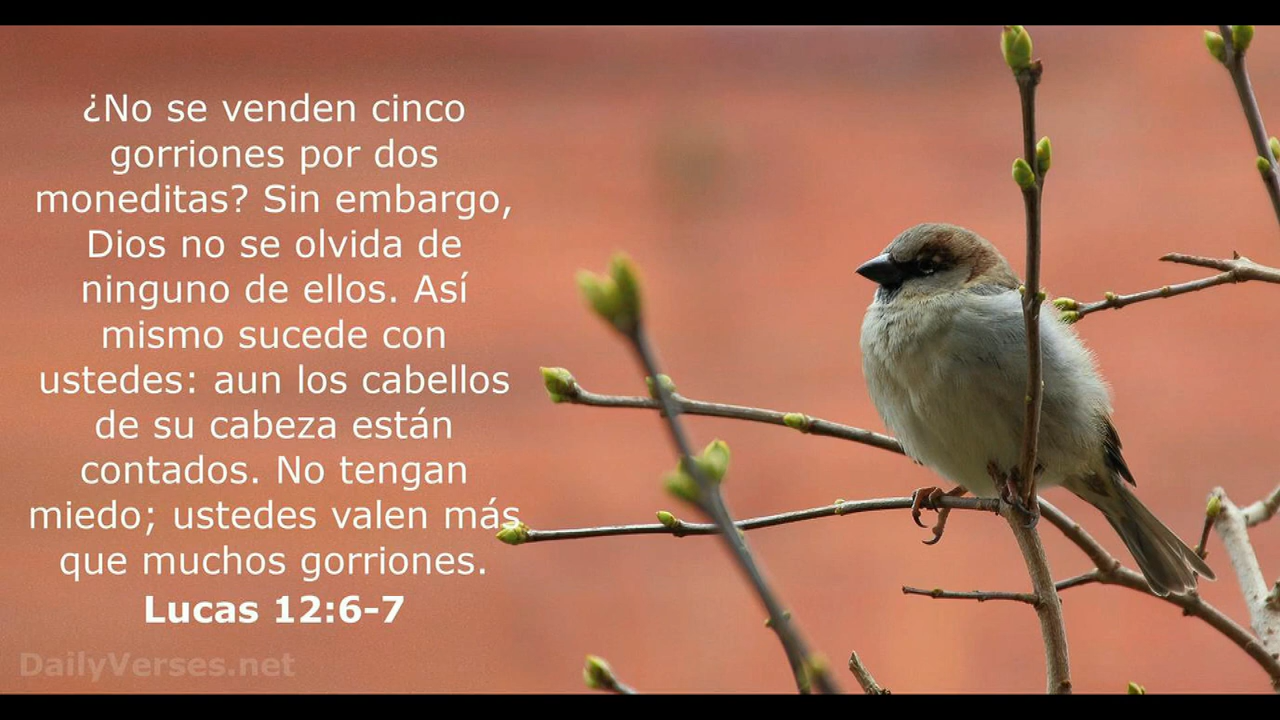 ¿No se venden cinco
gorriones por dos
moneditas? Sin embargo,
Dios no se olvida de
ninguno de ellos. Así
mismo sucede con
ustedes: aun los cabellos
de su cabeza están
contados. No tengan
miedo; ustedes valen más
que muchos gorriones.
Lucas 12:6-7
DailyVerses.net